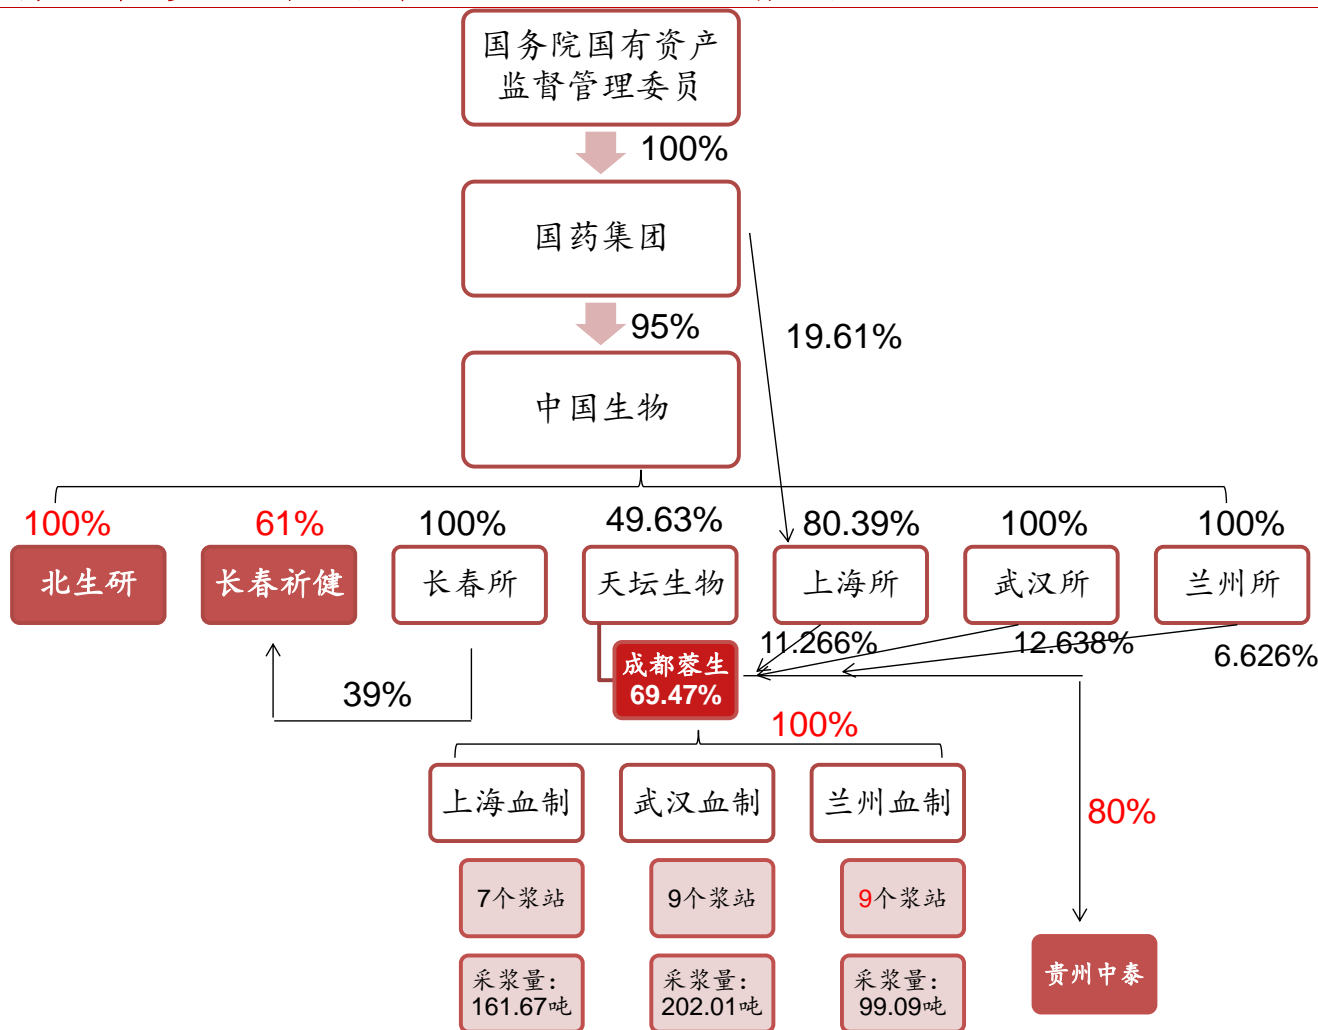 国务院国有资产
监督管理委员
100%
国药集团
95%
19.61%
中国生物
100%
61%
100%
49.63%
80.39%
100%
100%
北生研
长春祈健
长春所
天坛生物
上海所
武汉所
兰州所
11.266%
12.638%
6.626%
成都蓉生
69.47%
39%
100%
上海血制
武汉血制
兰州血制
80%
7个浆站
9个浆站
9个浆站
贵州中泰
采浆量：
161.67吨
采浆量：
202.01吨
采浆量：
99.09吨